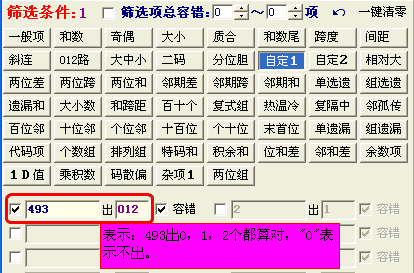 筛选条件:1 筛选项总容错: 0 ～ 0 项 一键清零
一般项 和数 奇偶 大小 质合 和数尾 跨度 间距
斜连 012路 大中小 二码 分位胆 自定1 自定2 相对大
两位差 两位跨 两位和 邻期差 邻期跨 邻期和 单选遗 组选遗
遗漏和 大小数 和跨距 百十个 复式组 热温冷 复隔中 邻孤传
百位邻 十位邻 个位邻 十百位 个十位 末首位 单遗漏 组遗漏
代码项 个数组 排列组 特码和 积余和 位和差 邻和差 余数项
1D值 乘积数 码散偏 杂项1 两位组
493 出 012 容错 2 出 1 容错
表示：493出0，1，2个都算对，"0"表
示不出。
容错
容错